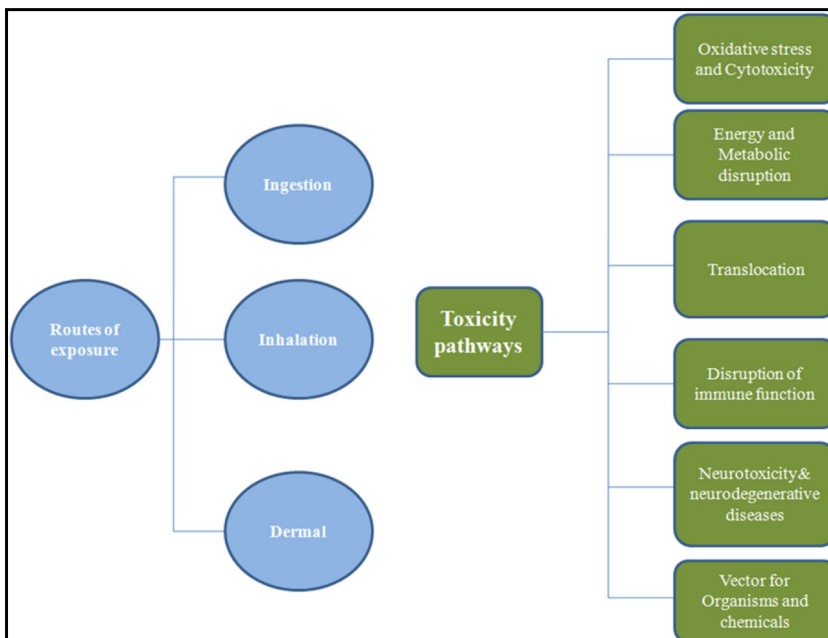 Routes of
exposure
Ingestion
Inhalation
Dermal
Toxicity
pathways
Oxidative stress
and Cytotoxicity
Energy and
Metabolic
disruption
Translocation
Disruption of
immune function
Neurotoxicity &
neurodegenerative
diseases
Vector for
Organisms and
chemicals